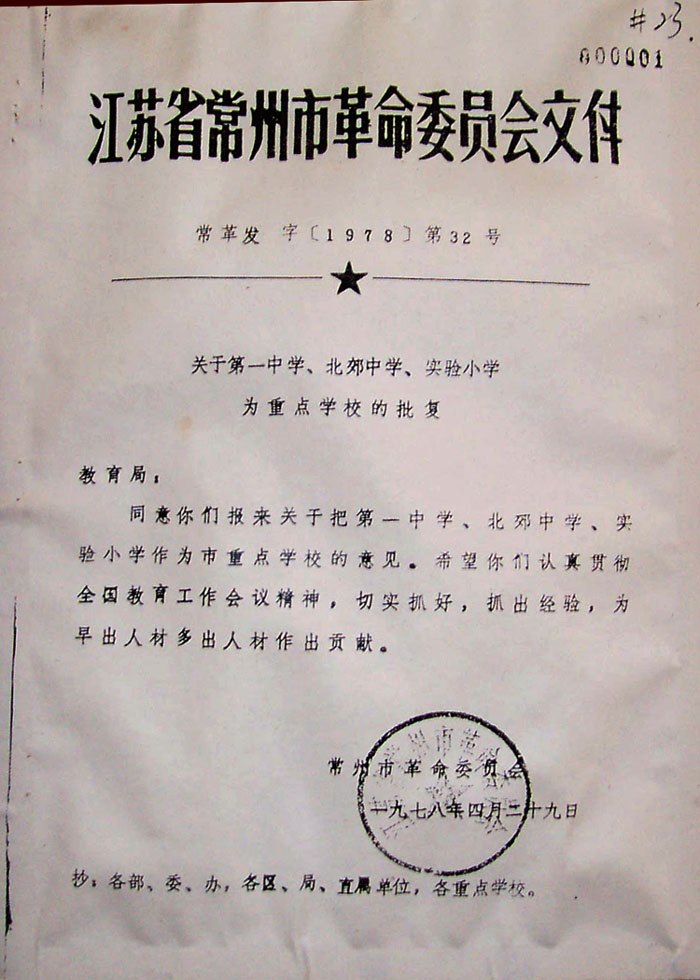 #23.
000001
江苏省常州市革命委员会文件
常革发 字〔1978〕第32号
关于第一中学、北郊中学、实验小学
为重点学校的批复
教育局：
同意你们报来关于把第一中学、北郊中学、实
验小学作为市重点学校的意见。希望你们认真贯彻
全国教育工作会议精神，切实抓好，抓出经验，为
早出人材多出人材作出贡献。
常州市革命委员会
一九七八年四月二十九日
抄：各部、委、办，各区、局、直属单位，各重点学校。